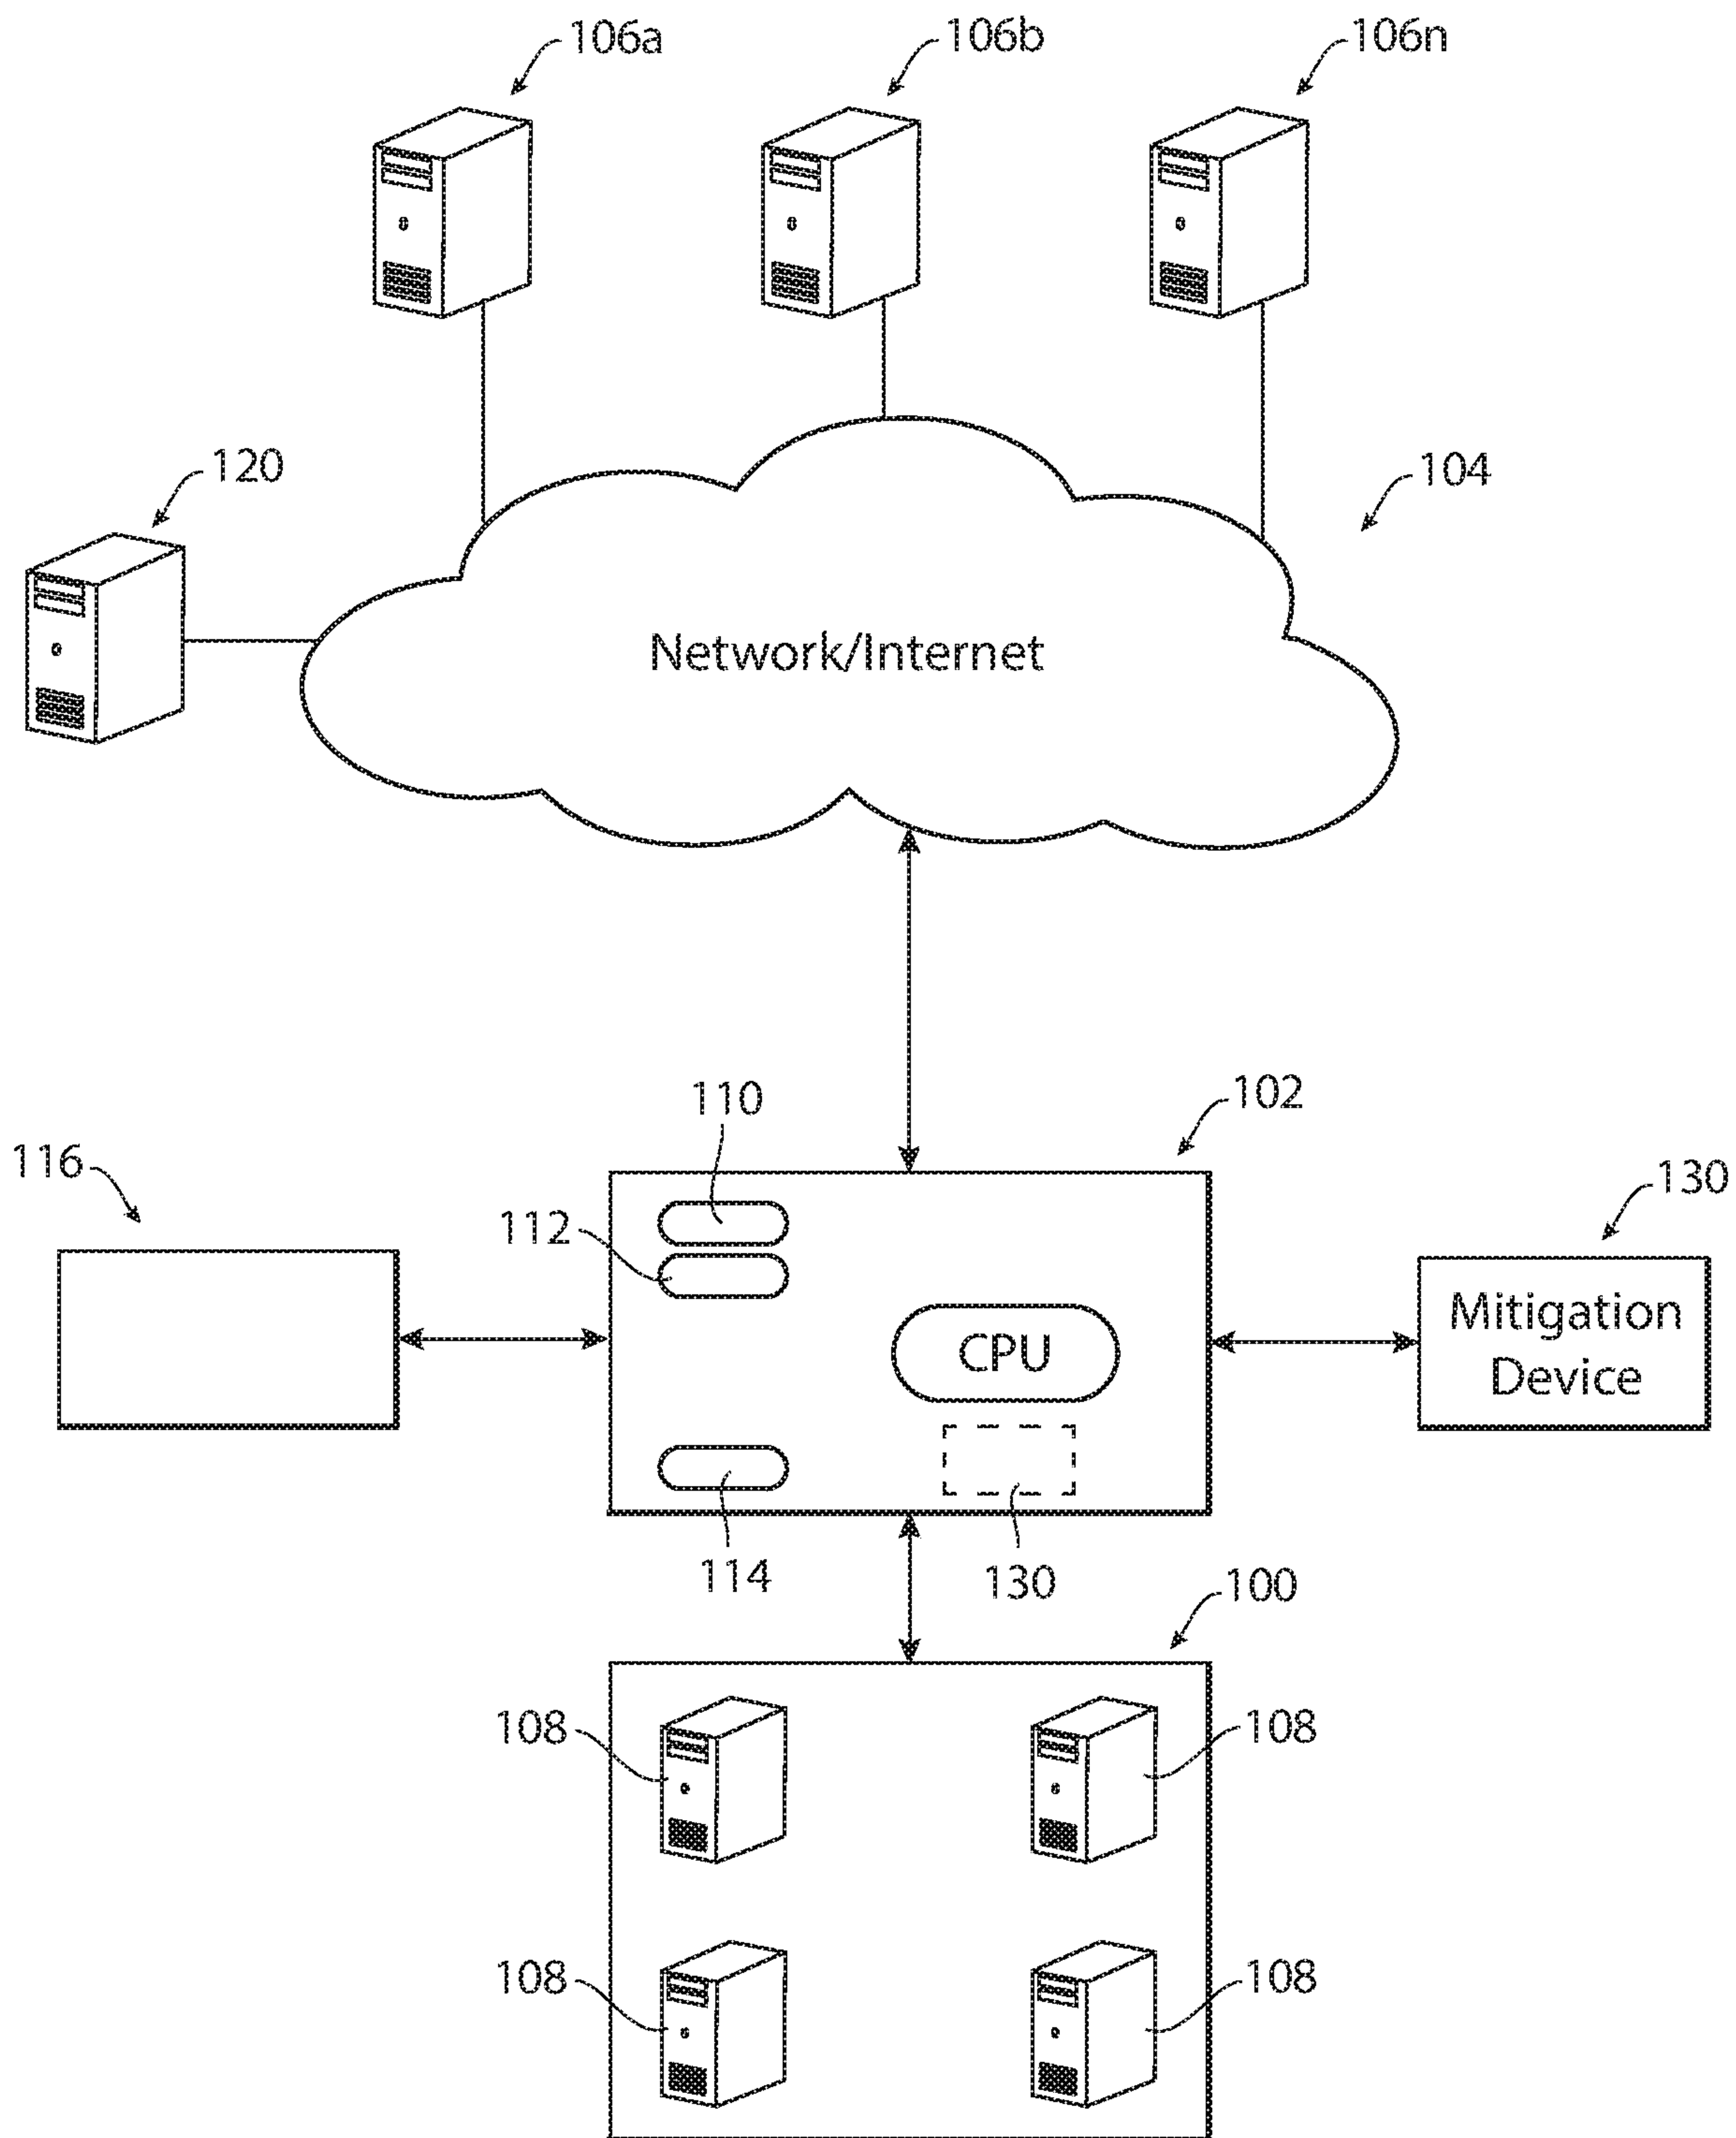 106a
106b
106n
120
104
Network/Internet
110
102
116
112
130
CPU
Mitigation
Device
114
130
100
108
108
108
108